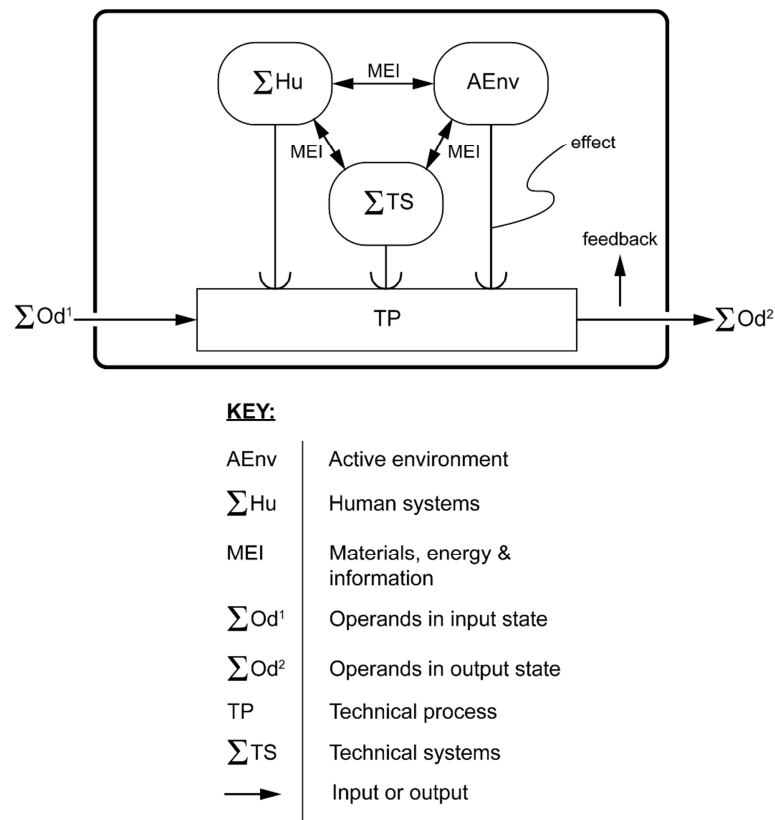 ∑Hu
MEI
AEnv
MEI
MEI
effect
∑TS
feedback
∑Od¹
TP
∑Od²
KEY:
AEnv Active environment
∑Hu Human systems
MEI Materials, energy &
information
∑Od¹ Operands in input state
∑Od² Operands in output state
TP Technical process
∑TS Technical systems
Input or output